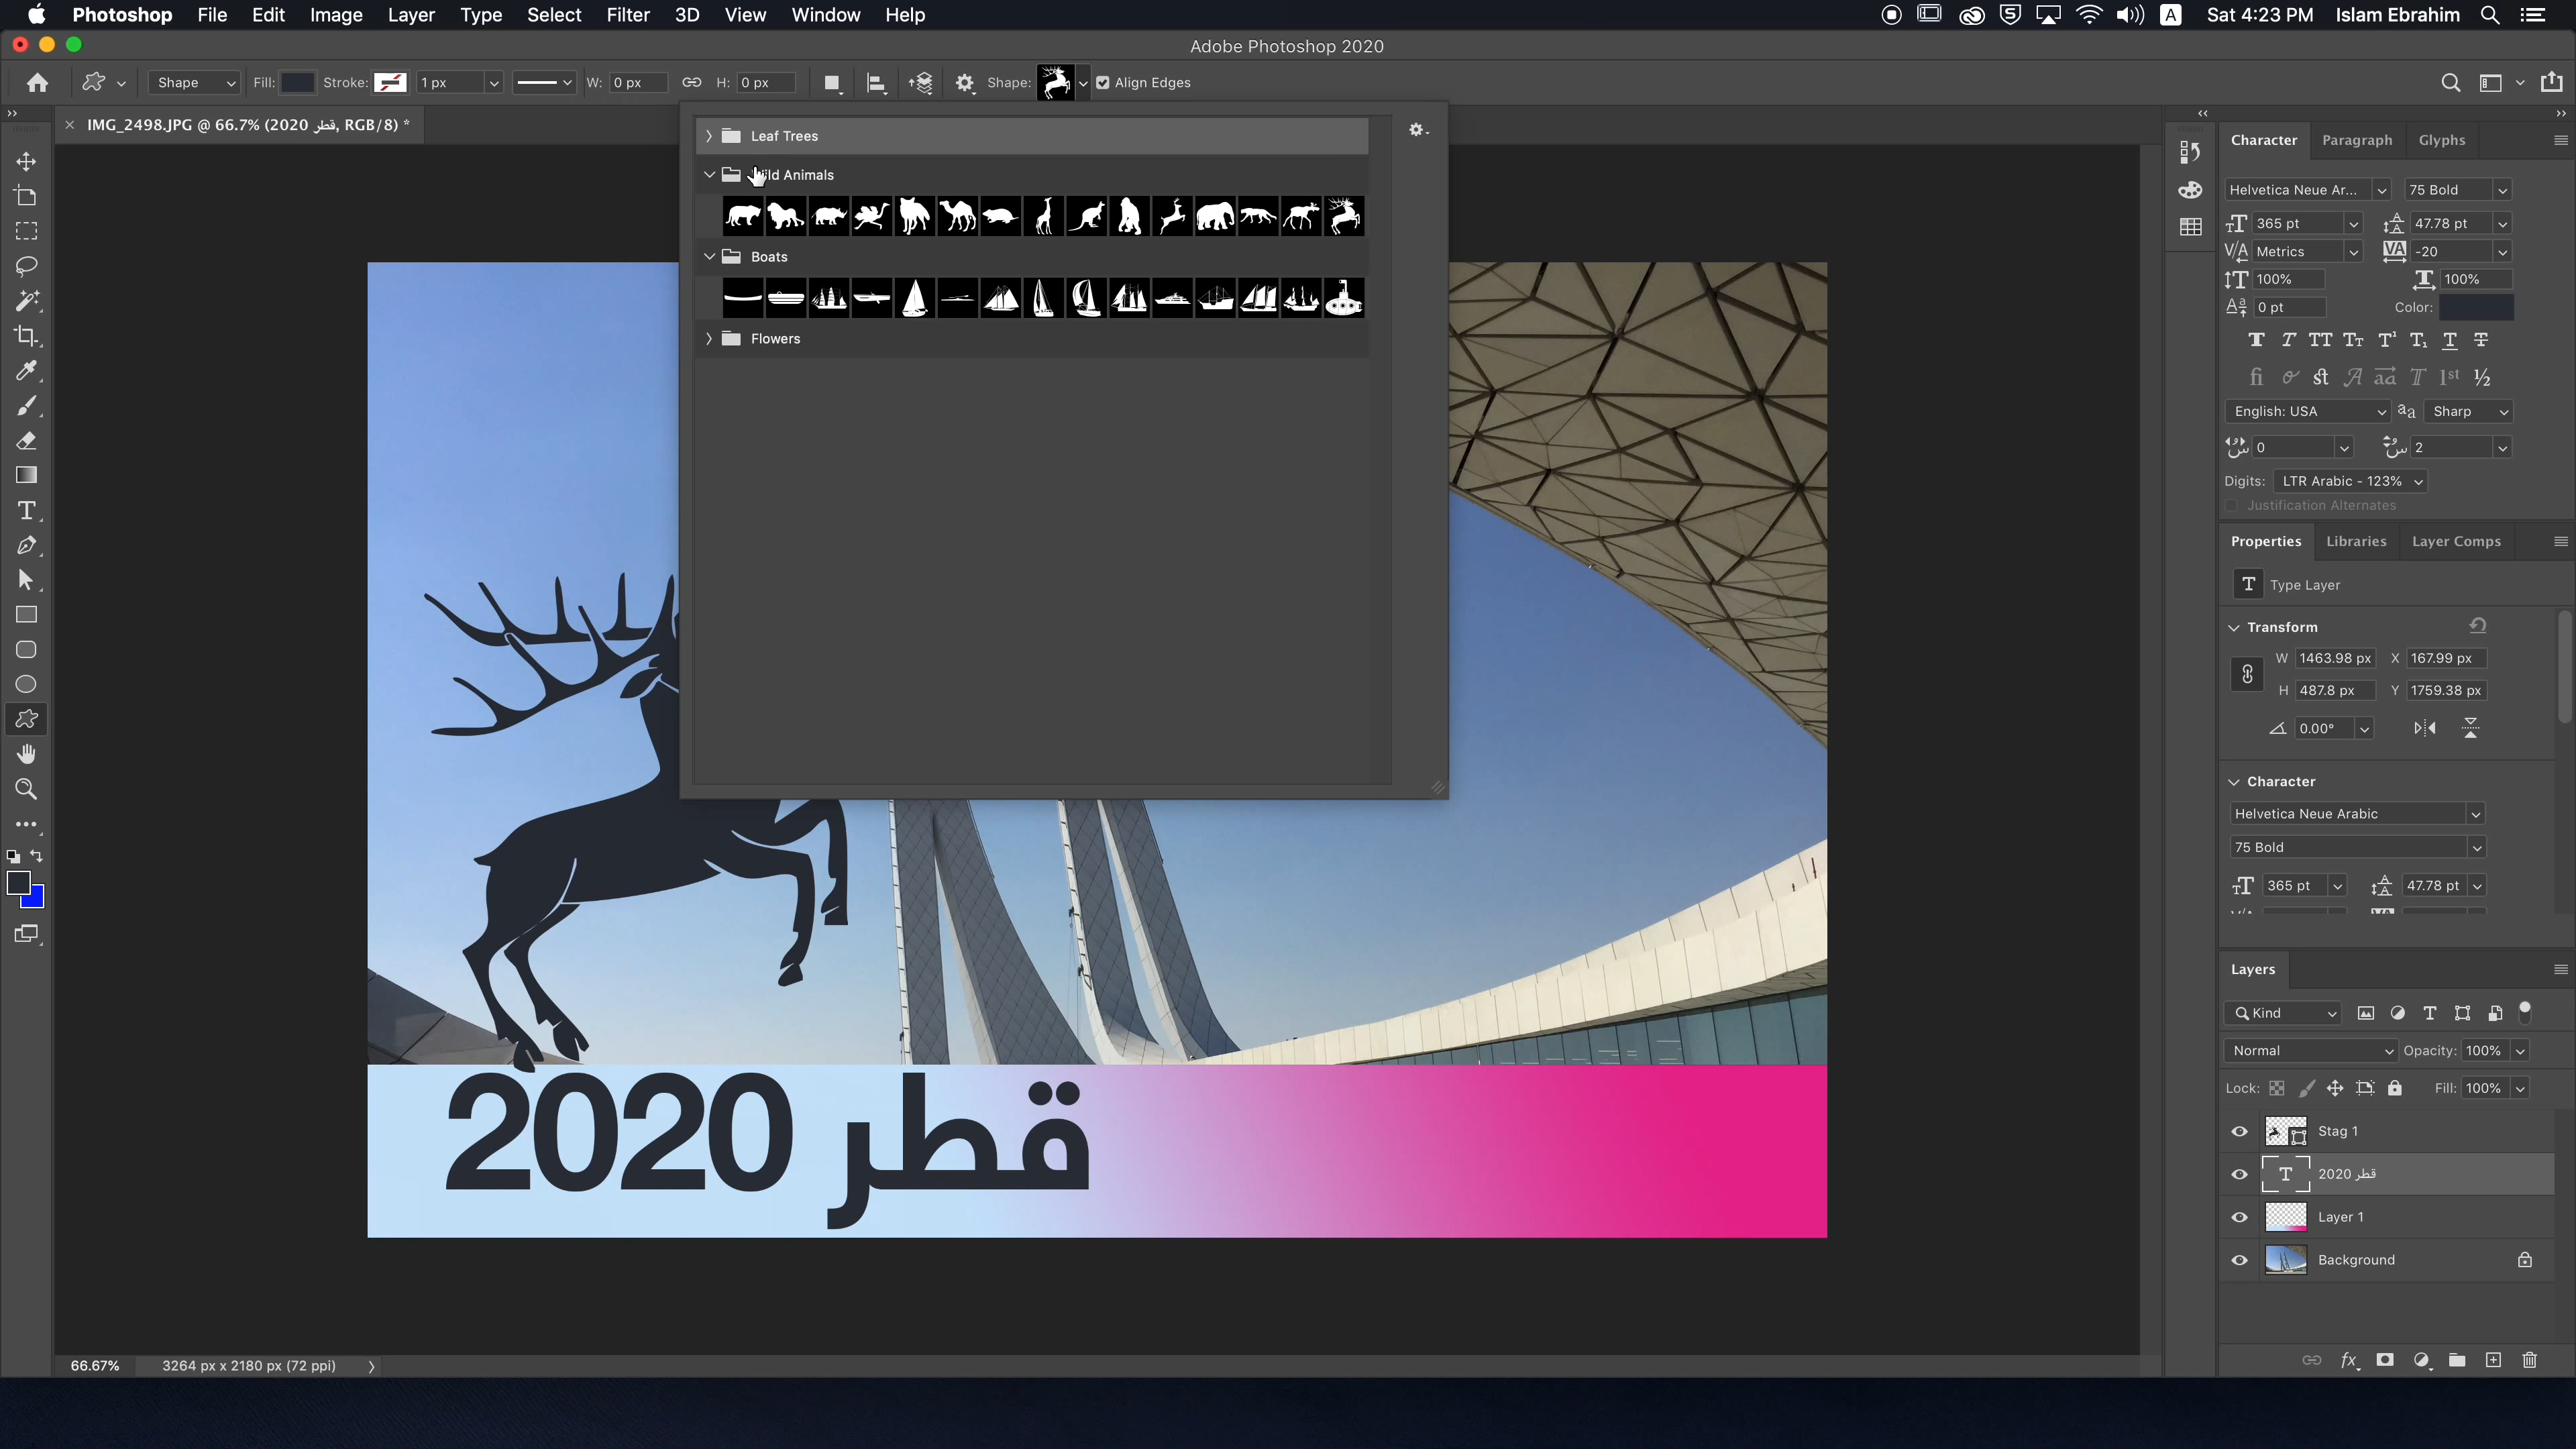 Photoshop File Edit Image Layer Type Select Filter 3D View Window Help
A Sat 4:23 PM Islam Ebrahim
Adobe Photoshop 2020
Shape Fill: Stroke: 1 px W: 0 px H: 0 px Shape: Align Edges
IMG_2498.JPG @ 66.7% (قطر 2020, RGB/8) *
Leaf Trees
Animals
Boats
Flowers
قطر 2020
66.67% 3264 px x 2180 px (72 ppi)
Character Paragraph Glyphs
Helvetica Neue Ar... 75 Bold
365 pt 47.78 pt
Metrics -20
100% 100%
0 pt Color:
English: USA Sharp
0 2
Digits: LTR Arabic - 123%
Justification Alternates
Properties Libraries Layer Comps
Type Layer
Transform
W 1463.98 px X 167.99 px
H 487.8 px Y 1759.38 px
0.00°
Character
Helvetica Neue Arabic
75 Bold
365 pt 47.78 pt
Layers
Kind
Normal Opacity: 100%
Lock: Fill: 100%
Stag 1
قطر 2020
Layer 1
Background
fx